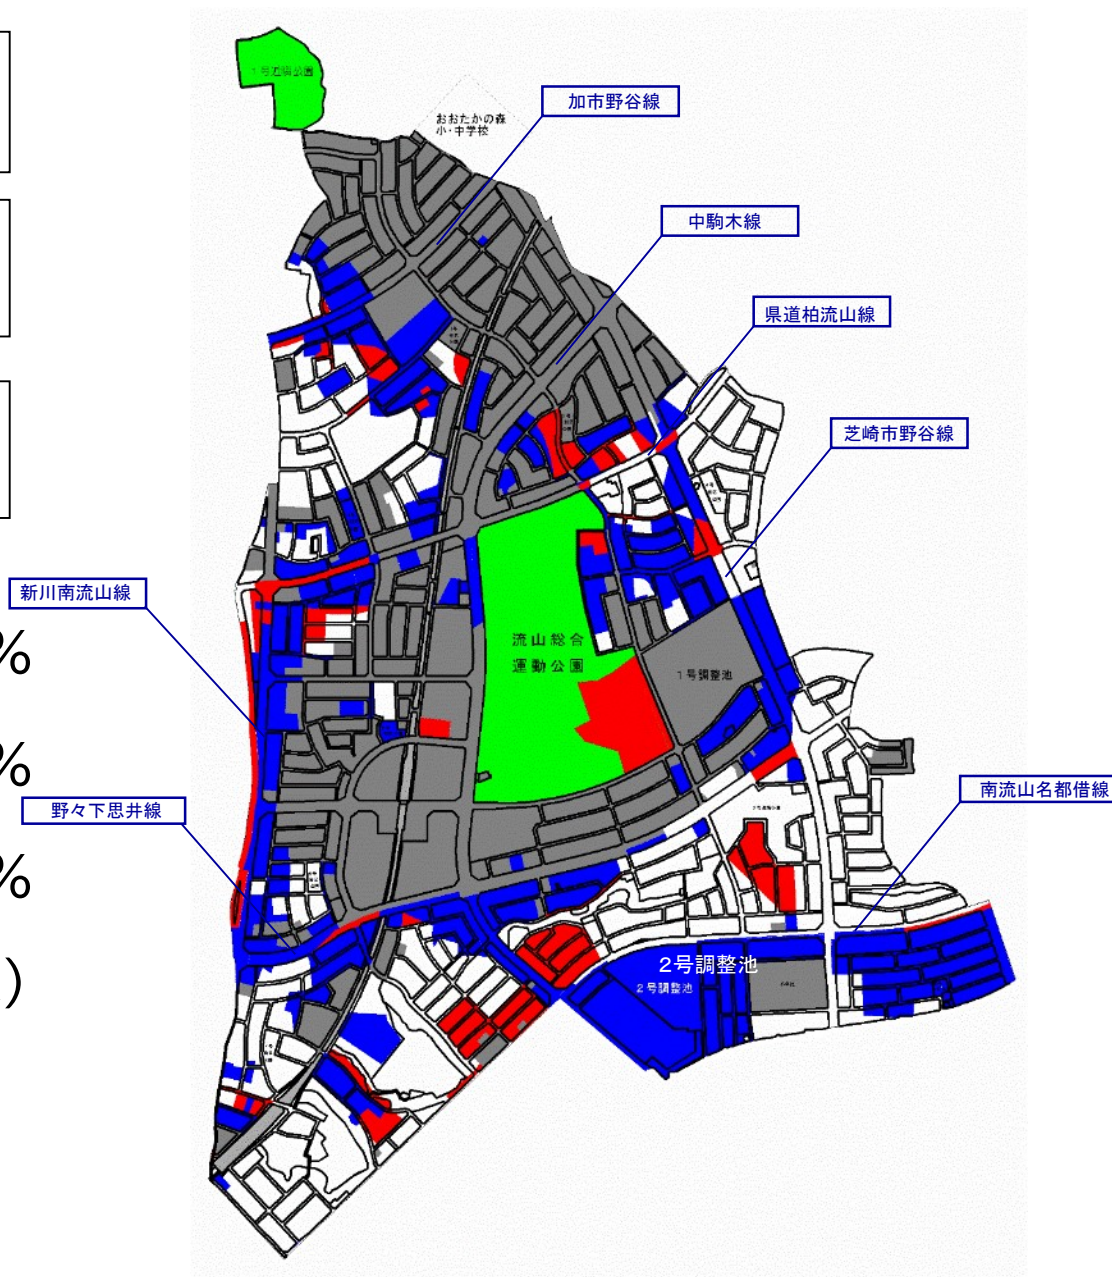 1号近隣公園
おおたかの森
小・中学校
加市野谷線
中駒木線
県道柏流山線
芝崎市野谷線
新川南流山線
%
流山総合
運動公園
1号調整池
%
野々下思井線
南流山名都借線
%
)
2号調整池
2号調整池